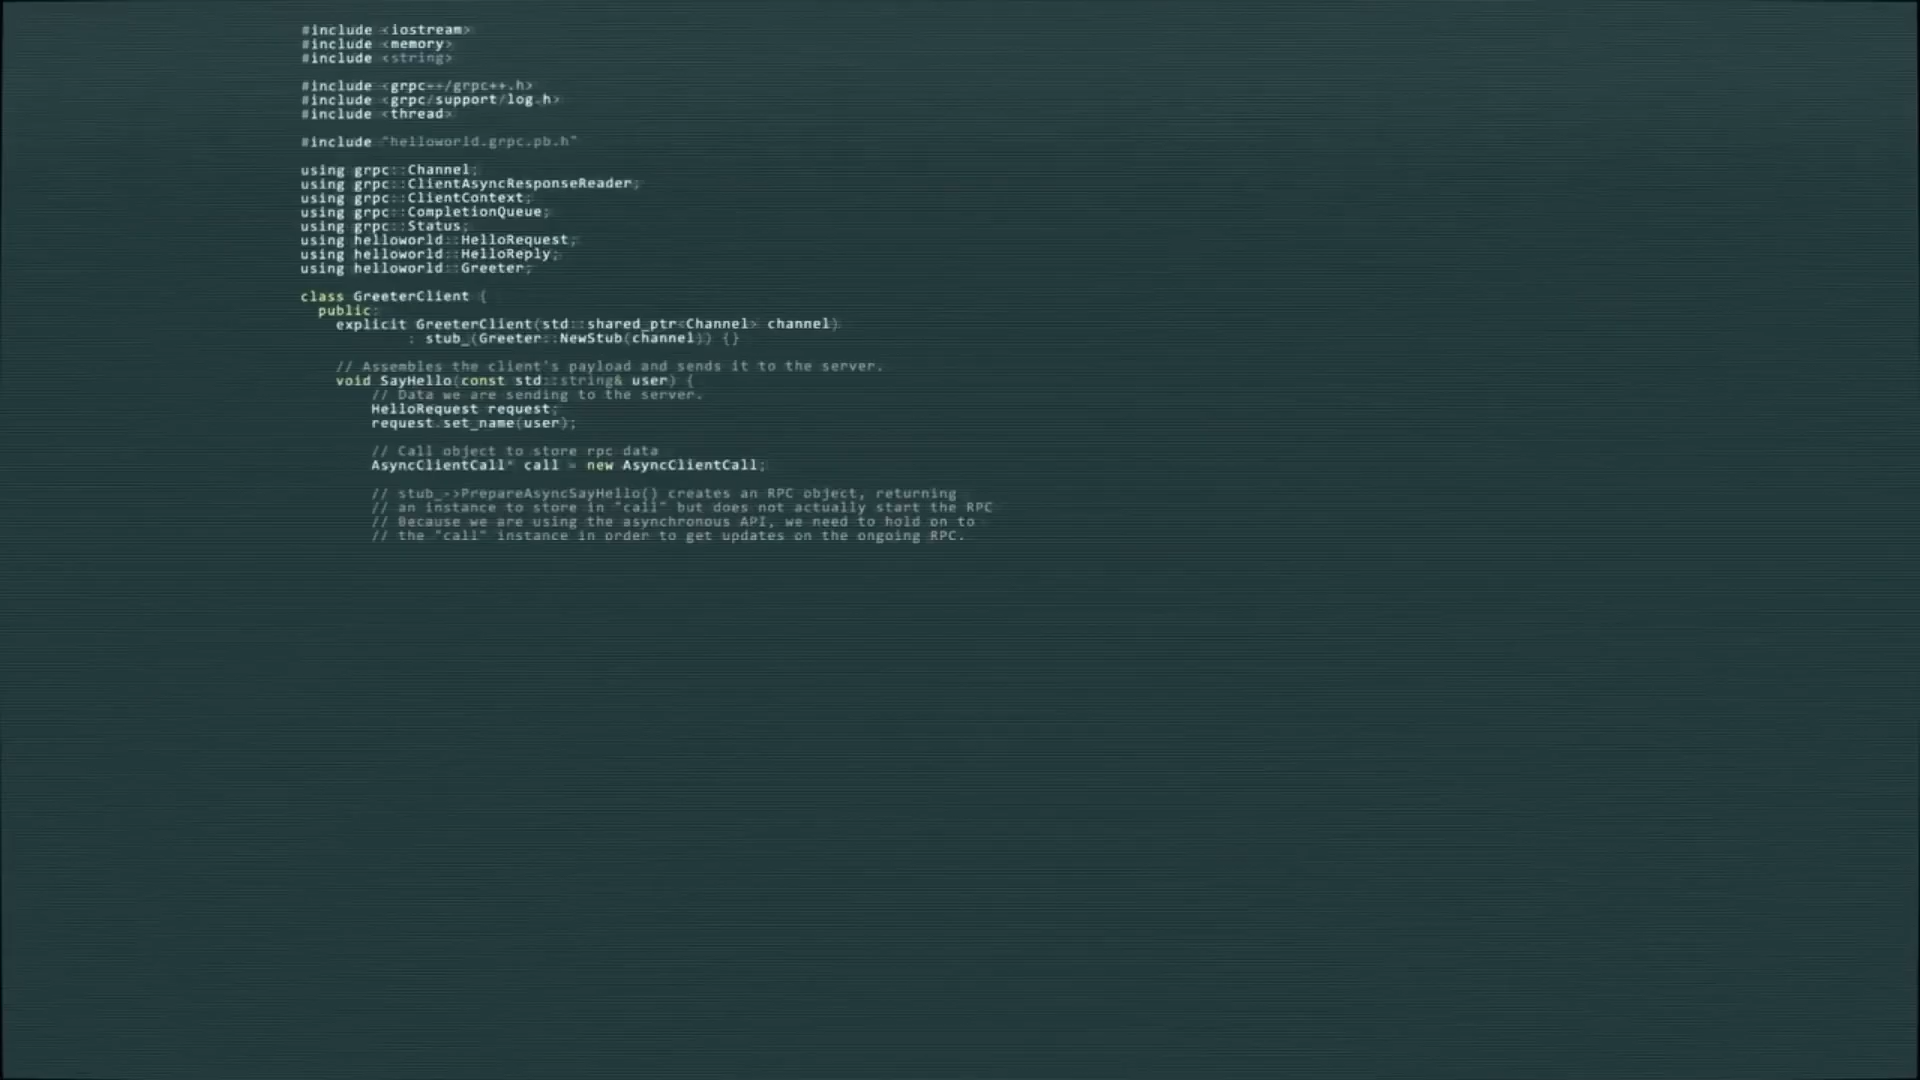 #include <iostream>
#include <memory>
#include <string>
#include <grpc++/grpc++.h>
#include <grpc/support/log.h>
#include <thread>
#include "helloworld.grpc.pb.h"
using grpc::Channel;
using grpc::ClientAsyncResponseReader;
using grpc::ClientContext;
using grpc::CompletionQueue;
using grpc::Status;
using helloworld::HelloRequest;
using helloworld::HelloReply;
using helloworld::Greeter;
class GreeterClient {
public:
explicit GreeterClient(std::shared_ptr<Channel> channel)
: stub_(Greeter::NewStub(channel)) {}
// Assembles the client's payload and sends it to the server.
void SayHello(const std::string& user) {
// Data we are sending to the server.
HelloRequest request;
request.set_name(user);
// Call object to store rpc data
AsyncClientCall* call = new AsyncClientCall;
// stub_->PrepareAsyncSayHello() creates an RPC object, returning
// an instance to store in "call" but does not actually start the RPC
// Because we are using the asynchronous API, we need to hold on to
// the "call" instance in order to get updates on the ongoing RPC.